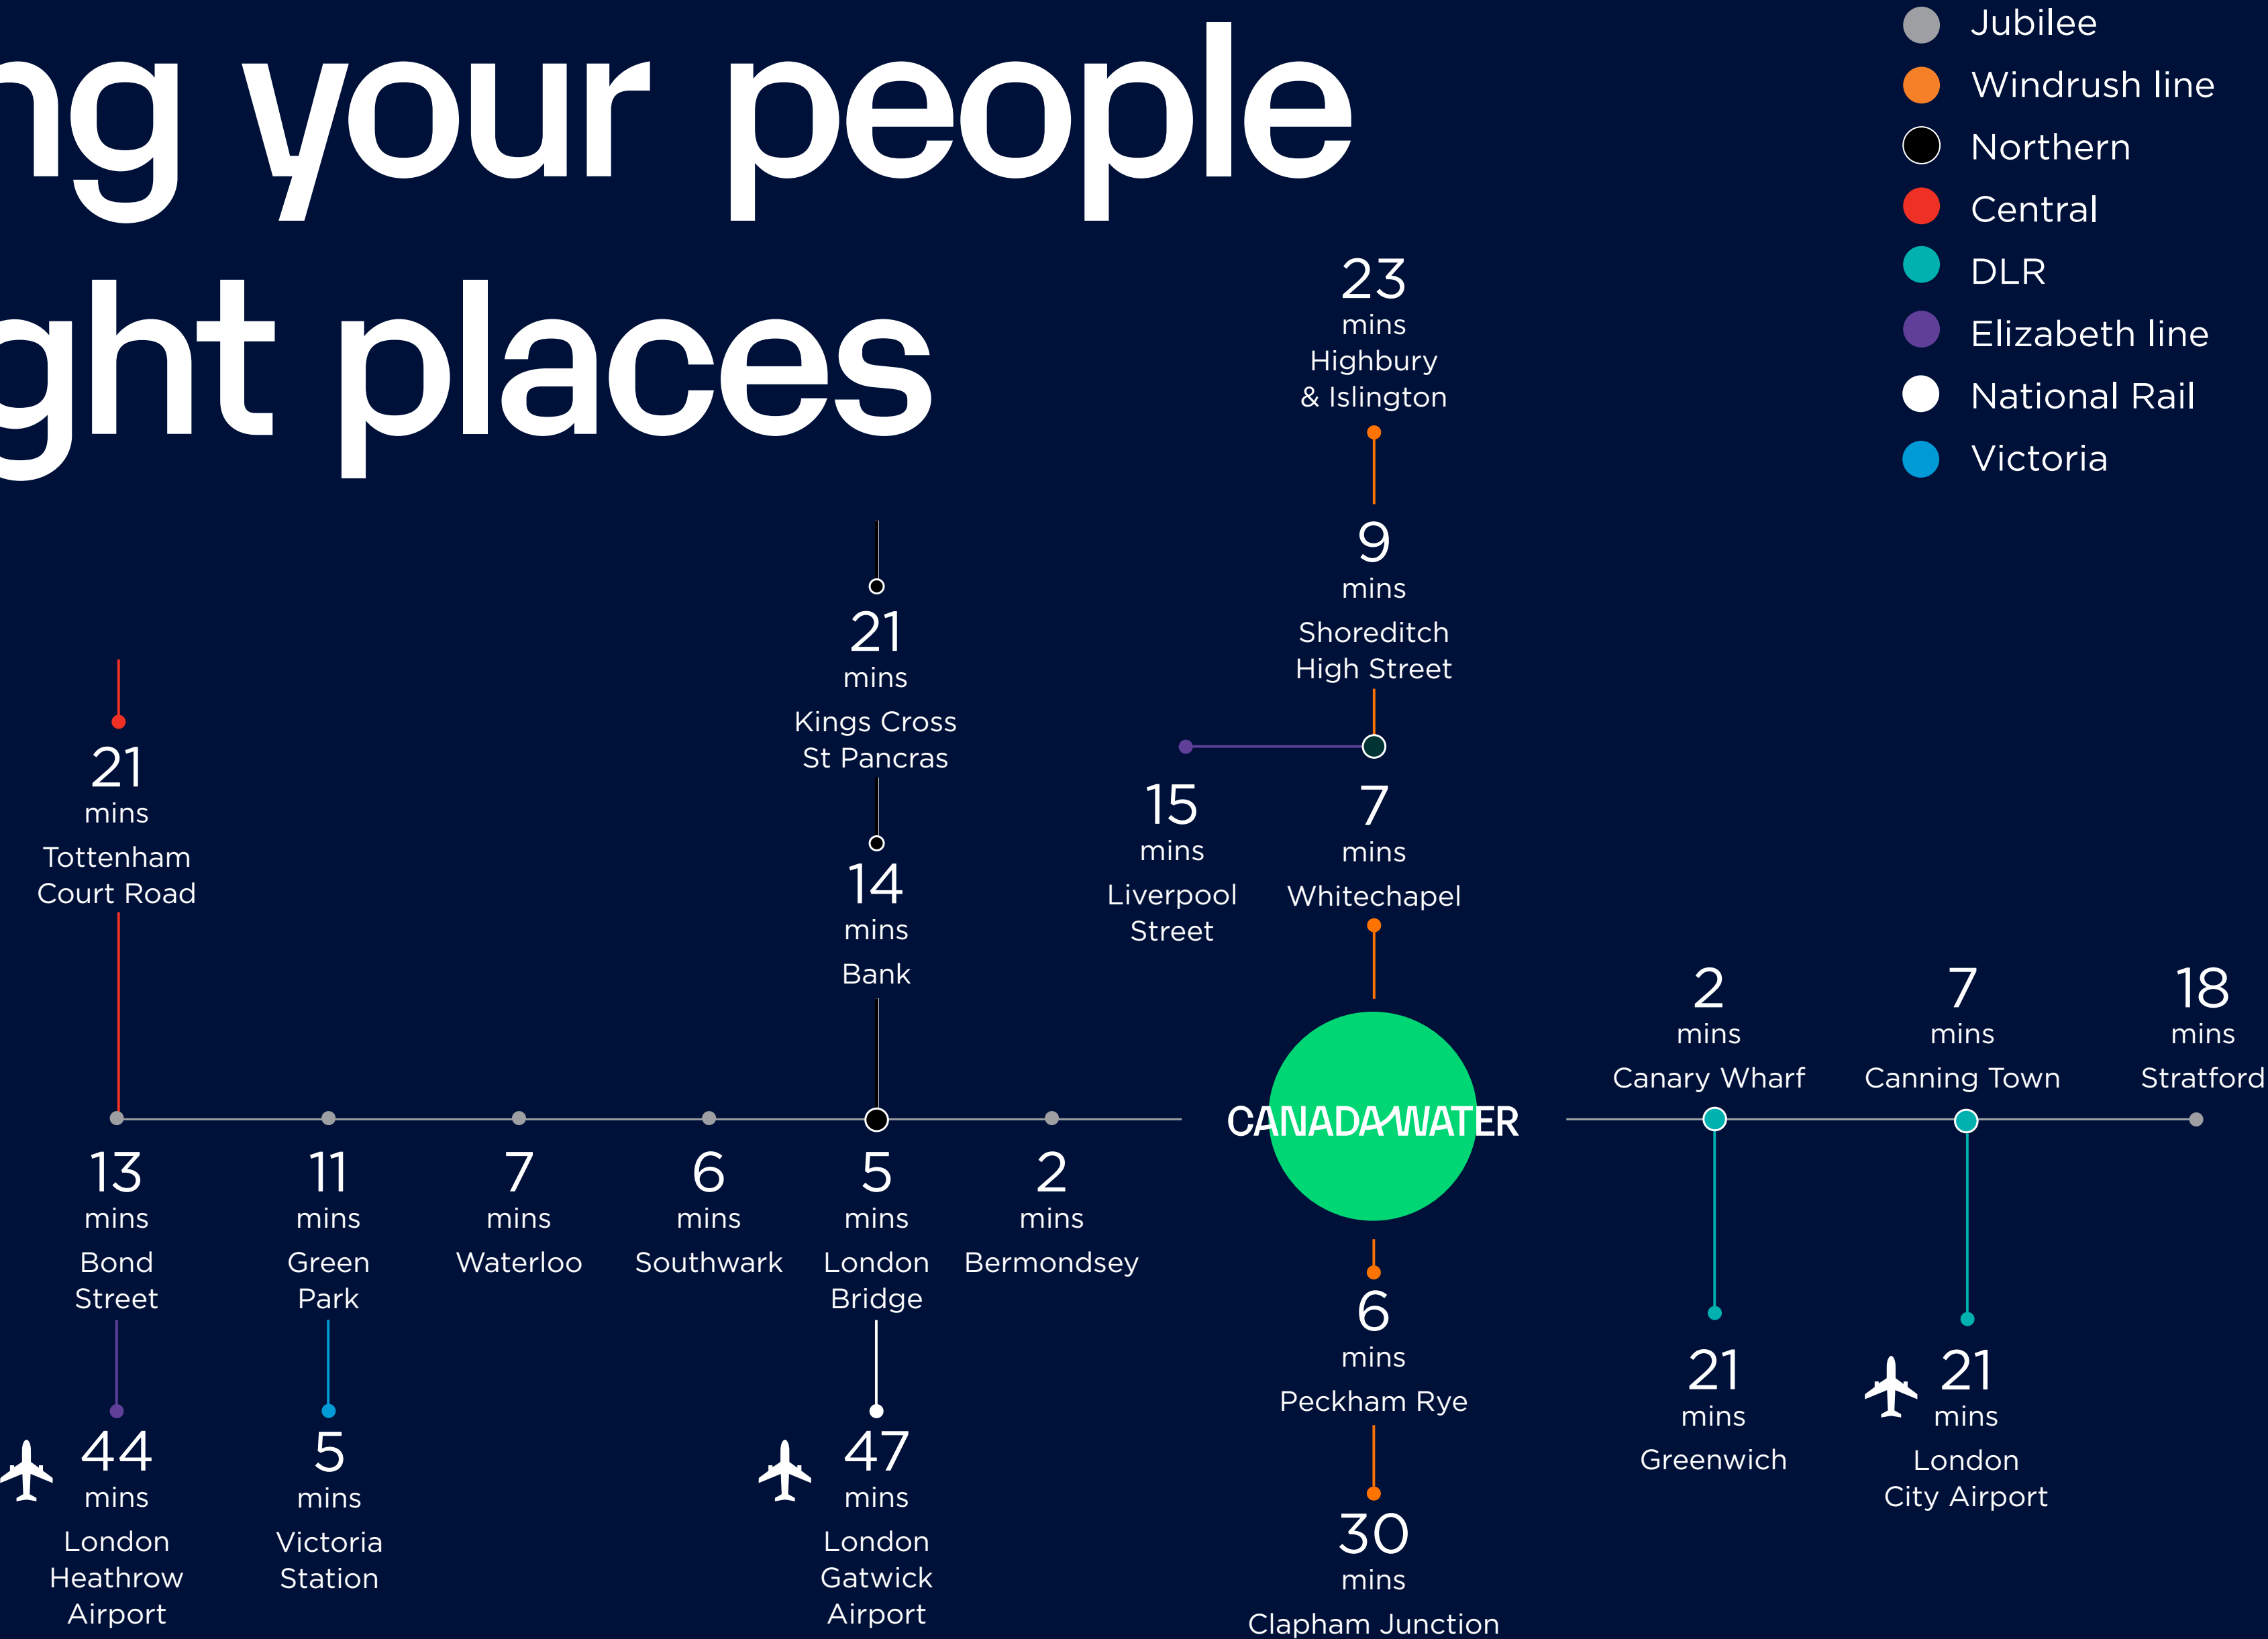 ng your people
ght places
Jubilee
Windrush line
Northern
Central
DLR
Elizabeth line
National Rail
Victoria
23
mins
Highbury
& Islington
9
mins
Shoreditch
High Street
21
mins
Kings Cross
St Pancras
21
mins
Tottenham
Court Road
15
mins
Liverpool
Street
7
mins
Whitechapel
14
mins
Bank
2
mins
Canary Wharf
7
mins
Canning Town
18
mins
Stratford
CANADA WATER
13
mins
Bond
Street
11
mins
Green
Park
7
mins
Waterloo
6
mins
Southwark
5
mins
London
Bridge
2
mins
Bermondsey
6
mins
Peckham Rye
21
mins
Greenwich
21
mins
London
City Airport
44
mins
London
Heathrow
Airport
5
mins
Victoria
Station
47
mins
London
Gatwick
Airport
30
mins
Clapham Junction